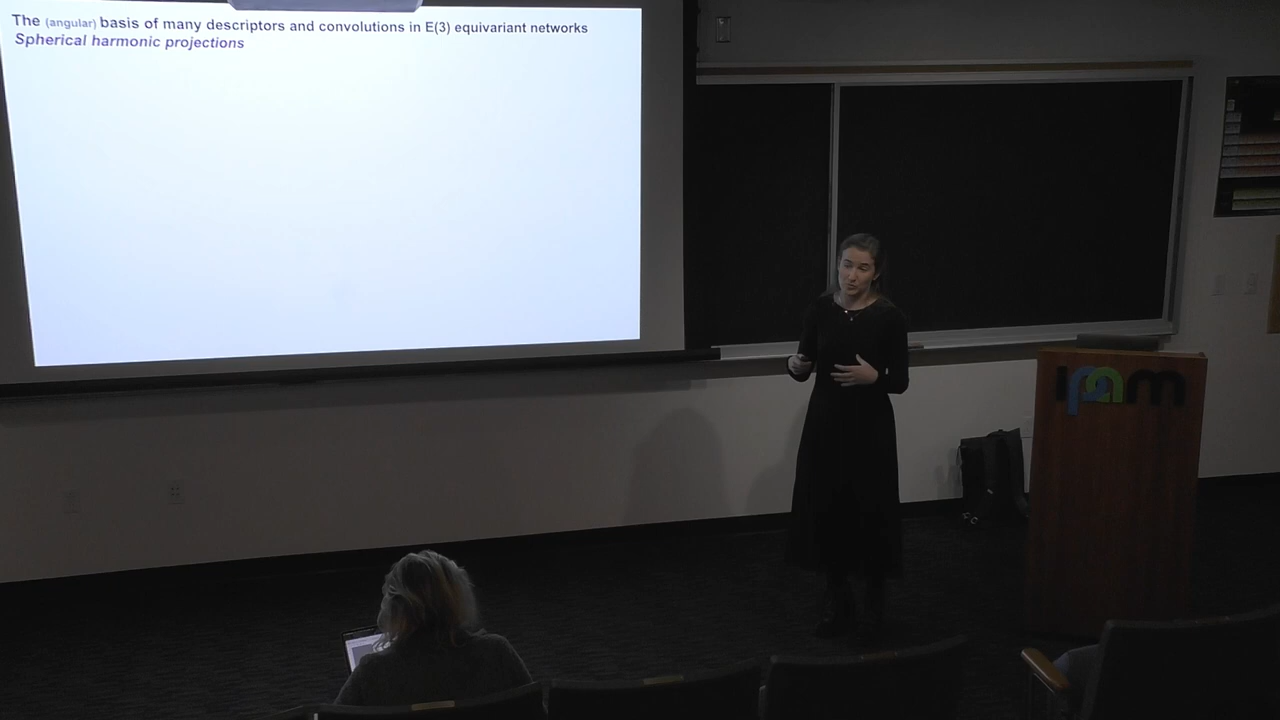 The (angular) basis of many descriptors and convolutions in E(3) equivariant networks
Spherical harmonic projections
ipam